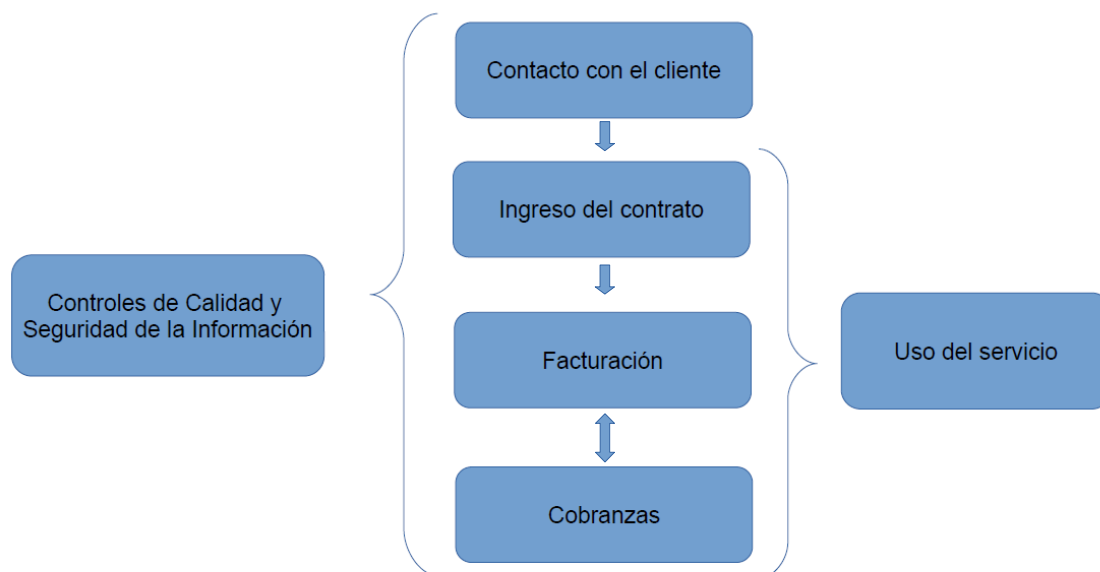 Contacto con el cliente
Ingreso del contrato
Controles de Calidad y
Seguridad de la Información
Facturación
Uso del servicio
Cobranzas